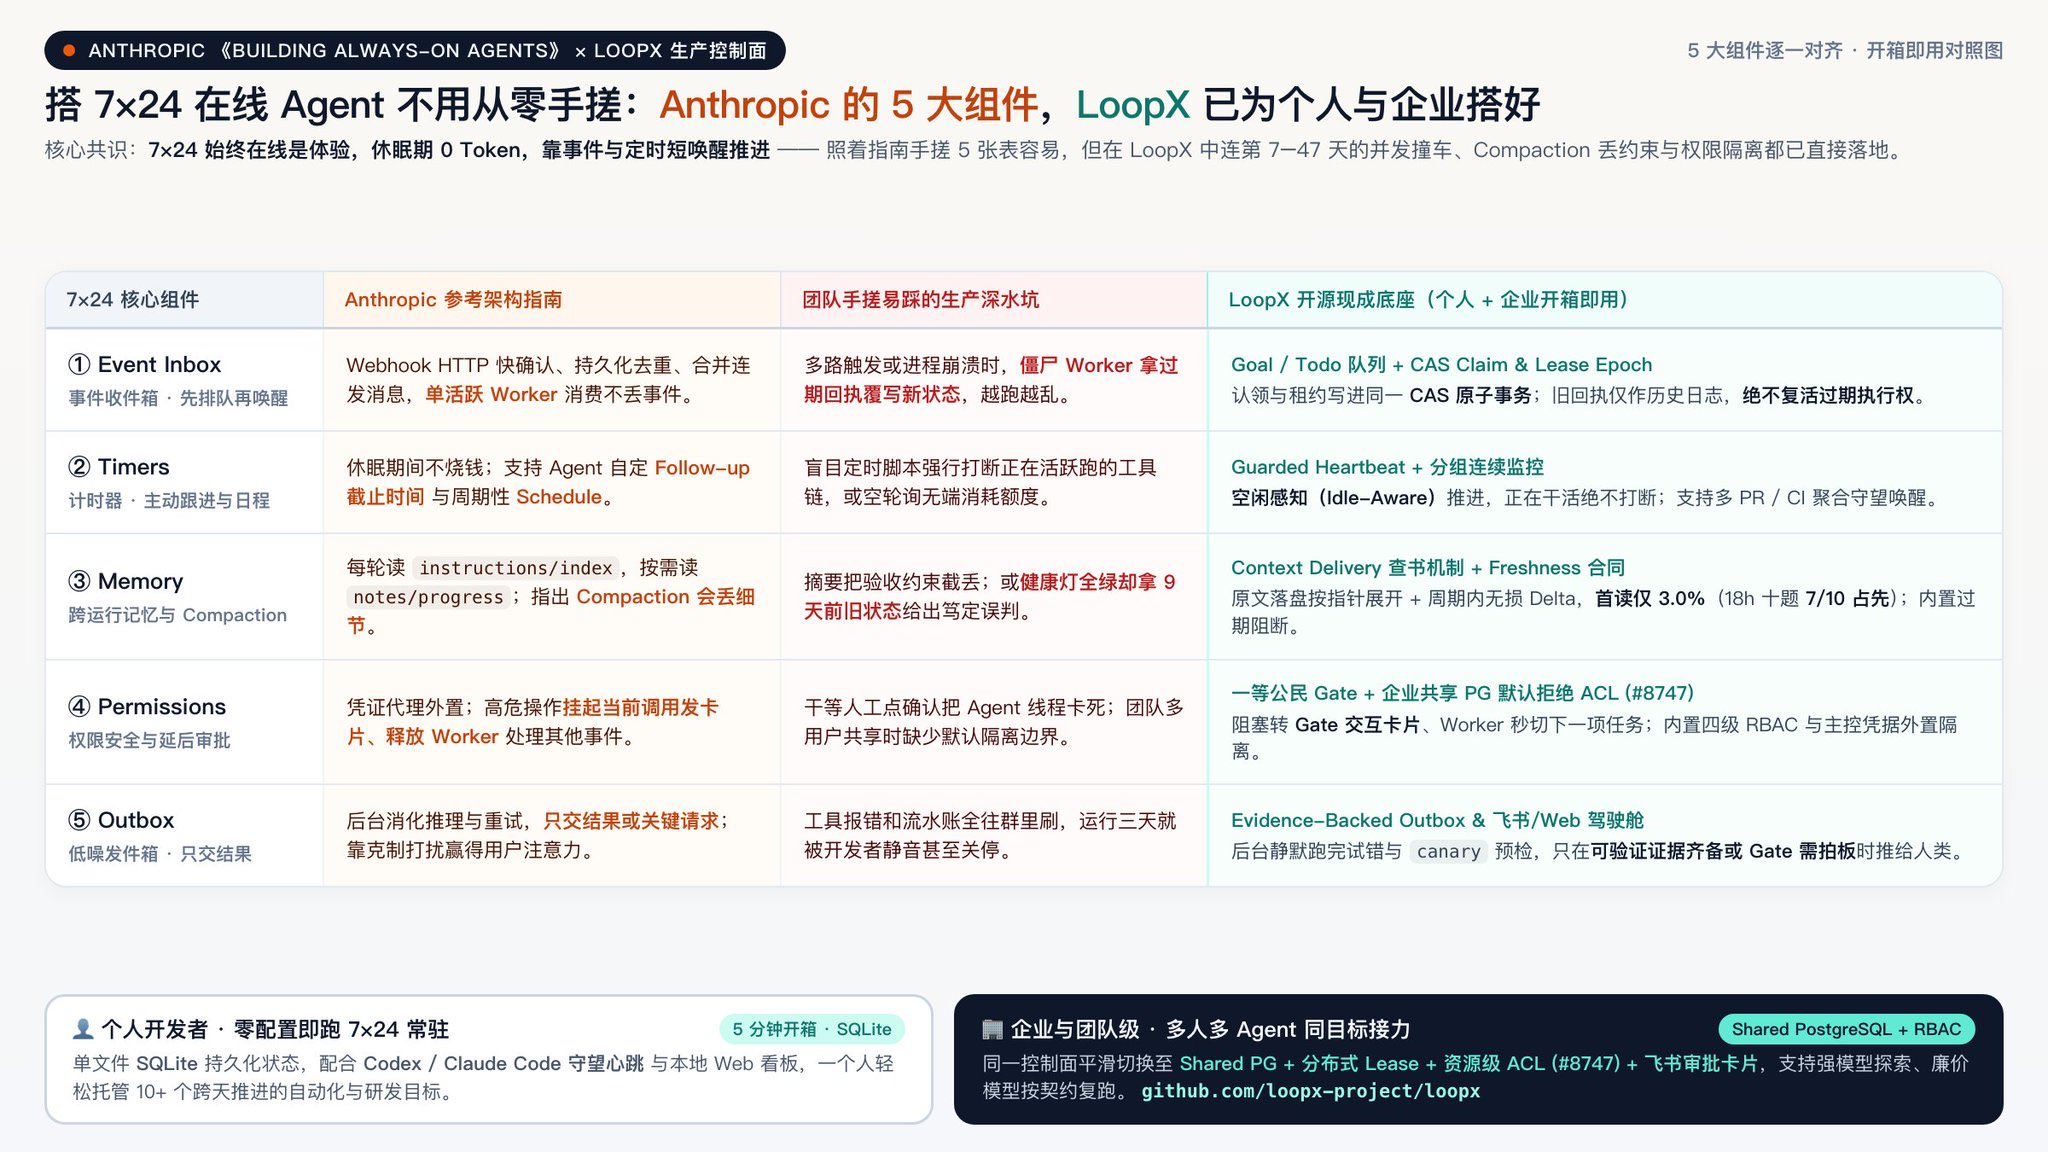 ANTHROPIC 《BUILDING ALWAYS-ON AGENTS》 × LOOPX 生产控制面
5 大组件逐一对齐 · 开箱即用对照图
搭 7×24 在线 Agent 不用从零手搓：Anthropic 的 5 大组件，LoopX 已为个人与企业搭好
核心共识：7×24 始终在线是体验，休眠期 0 Token，靠事件与定时短唤醒推进 —— 照着指南手搓 5 张表容易，但在 LoopX 中连第 7–47 天的并发撞车、Compaction 丢约束与权限隔离都已直接落地。
7×24 核心组件
Anthropic 参考架构指南
团队手搓易踩的生产深水坑
LoopX 开源现成底座（个人 + 企业开箱即用）
① Event Inbox
事件收件箱 · 先排队再唤醒
Webhook HTTP 快确认、持久化去重、合并连
发消息，单活跃 Worker 消费不丢事件。
多路触发或进程崩溃时，僵尸 Worker 拿过
期回执覆写新状态，越跑越乱。
Goal / Todo 队列 + CAS Claim & Lease Epoch
认领与租约写进同一 CAS 原子事务；旧回执仅作历史日志，绝不复活过期执行权。
② Timers
计时器 · 主动跟进与日程
休眠期间不烧钱；支持 Agent 自定 Follow-up
截止时间 与周期性 Schedule。
盲目定时脚本强行打断正在活跃跑的工具
链，或空轮询无端消耗额度。
Guarded Heartbeat + 分组连续监控
空闲感知（Idle-Aware）推进，正在干活绝不打断；支持多 PR / CI 聚合守望唤醒。
③ Memory
跨运行记忆与 Compaction
每轮读 instructions/index，按需读
notes/progress；指出 Compaction 会丢细
节。
摘要把验收约束截丢；或健康灯全绿却拿 9
天前旧状态给出笃定误判。
Context Delivery 查书机制 + Freshness 合同
原文落盘按指针展开 + 周期内无损 Delta，首读仅 3.0%（18h 十题 7/10 占先）；内置过
期阻断。
④ Permissions
权限安全与延后审批
凭证代理外置；高危操作挂起当前调用发卡
片、释放 Worker 处理其他事件。
干等人工点确认把 Agent 线程卡死；团队多
用户共享时缺少默认隔离边界。
一等公民 Gate + 企业共享 PG 默认拒绝 ACL (#8747)
阻塞转 Gate 交互卡片、Worker 秒切下一项任务；内置四级 RBAC 与主控凭据外置隔
离。
⑤ Outbox
低噪发件箱 · 只交结果
后台消化推理与重试，只交结果或关键请求；
靠克制打扰赢得用户注意力。
工具报错和流水账全往群里刷，运行三天就
被开发者静音甚至关停。
Evidence-Backed Outbox & 飞书/Web 驾驶舱
后台静默跑完试错与 canary 预检，只在可验证证据齐备或 Gate 需拍板时推给人类。
👤 个人开发者 · 零配置即跑 7×24 常驻
5 分钟开箱 · SQLite
单文件 SQLite 持久化状态，配合 Codex / Claude Code 守望心跳 与本地 Web 看板，一个人轻
松托管 10+ 个跨天推进的自动化与研发目标。
🏢 企业与团队级 · 多人多 Agent 同目标接力
Shared PostgreSQL + RBAC
同一控制面平滑切换至 Shared PG + 分布式 Lease + 资源级 ACL (#8747) + 飞书审批卡片，支持强模型探索、廉价
模型按契约复跑。 github.com/loopx-project/loopx